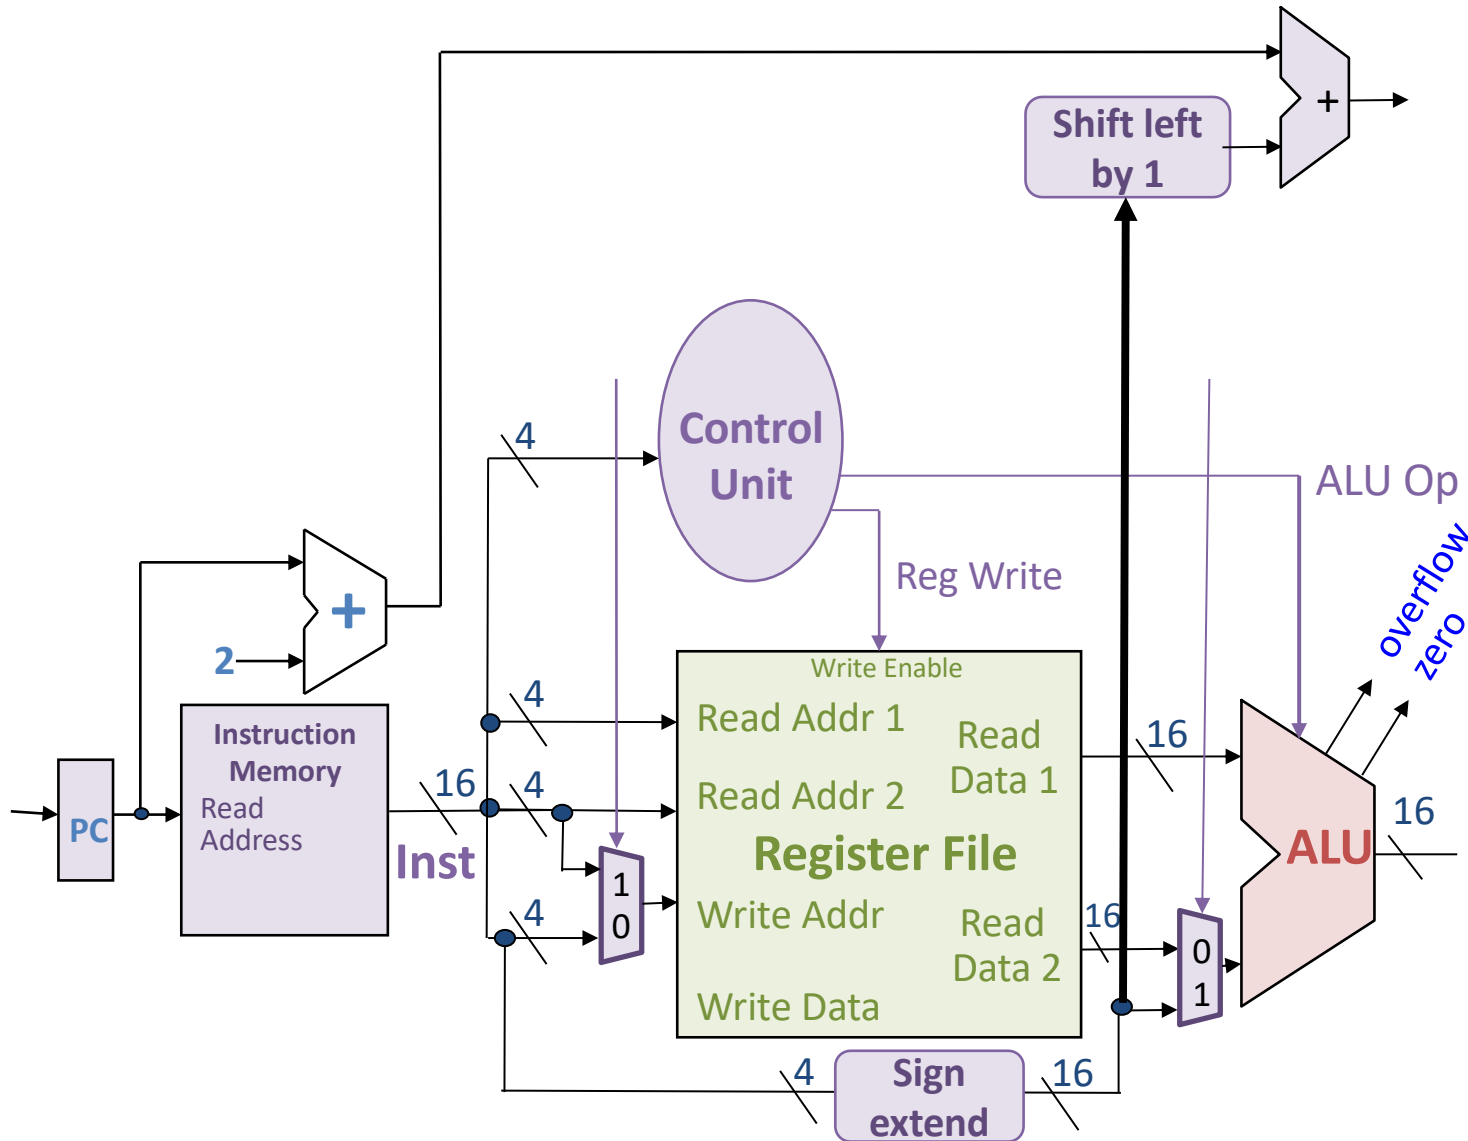 +
Shift left
by 1
4
Control
Unit
ALU Op
overflow
zero
Reg Write
+
2
Write Enable
4
Read Addr 1
Read
Data 1
16
Instruction
Memory
Read
Address
PC
16
Inst
4
Read Addr 2
Register File
ALU
16
1
0
4
Write Addr
Read
Data 2
16
0
1
Write Data
4
Sign
extend
16